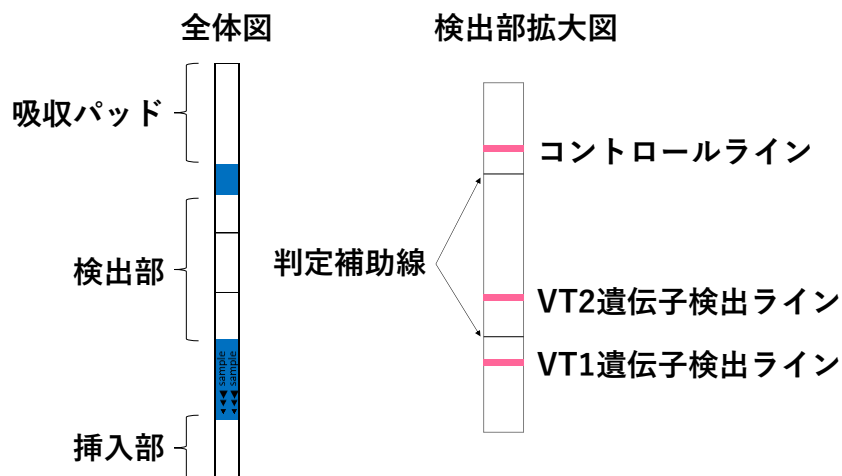 全体図
検出部拡大図
吸収パッド
コントロールライン
検出部
判定補助線
VT2遺伝子検出ライン
VT1遺伝子検出ライン
sample
sample
挿入部